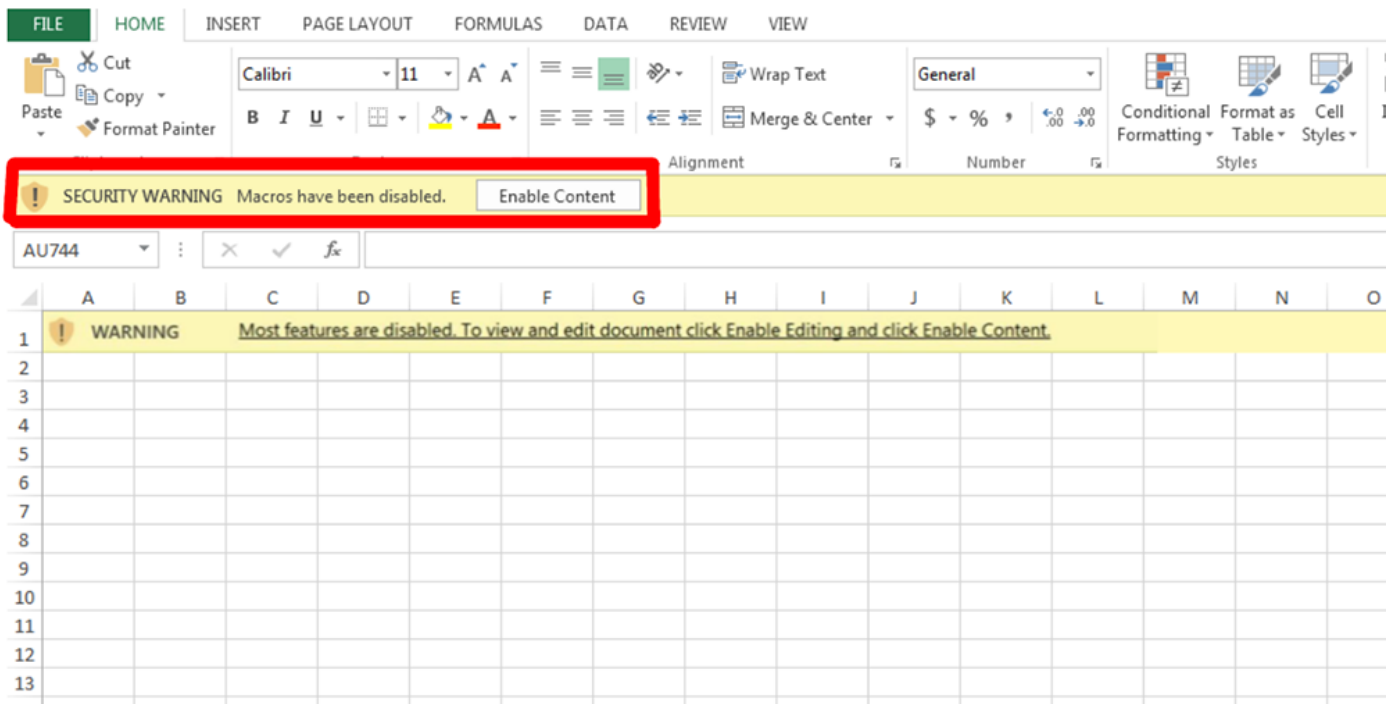 FILE HOME INSERT PAGE LAYOUT FORMULAS DATA REVIEW VIEW
Cut
Calibri 11 A A Wrap Text General
Copy
Paste
Format Painter
B I U A Merge & Center $ % , .00 .0
Conditional Format as Cell
Formatting Table Styles
Alignment Number Styles
SECURITY WARNING Macros have been disabled. Enable Content
AU744 fx
A B C D E F G H I J K L M N O
1 WARNING Most features are disabled. To view and edit document click Enable Editing and click Enable Content.
2
3
4
5
6
7
8
9
10
11
12
13